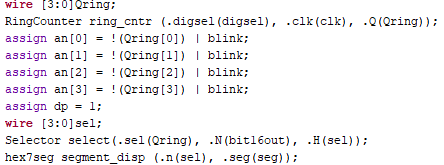 wire [3:0]Qring;
RingCounter ring_cntr (.digsel(digsel), .clk(clk), .Q(Qring));
assign an[0] = !(Qring[0]) | blink;
assign an[1] = !(Qring[1]) | blink;
assign an[2] = !(Qring[2]) | blink;
assign an[3] = !(Qring[3]) | blink;
assign dp = 1;
wire [3:0]sel;
Selector select(.sel(Qring), .N(bit16out), .H(sel));
hex7seg segment_disp (.n(sel), .seg(seg));